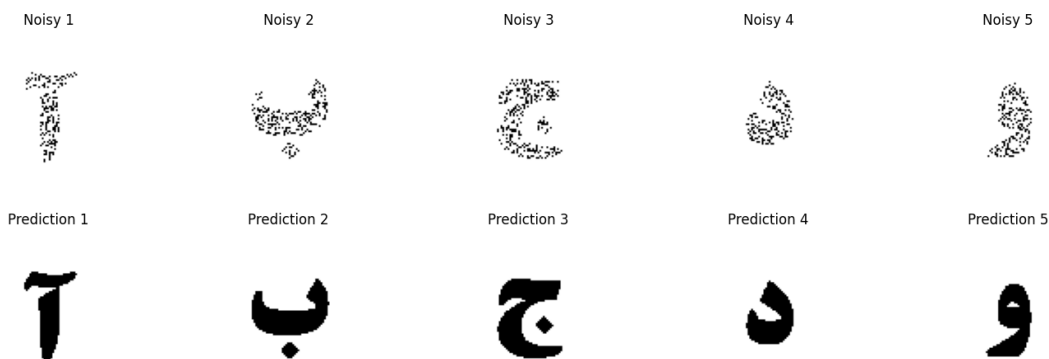 Noisy 1 Noisy 2 Noisy 3 Noisy 4 Noisy 5
آ ب ج د و
Prediction 1 Prediction 2 Prediction 3 Prediction 4 Prediction 5
آ ب ج د و